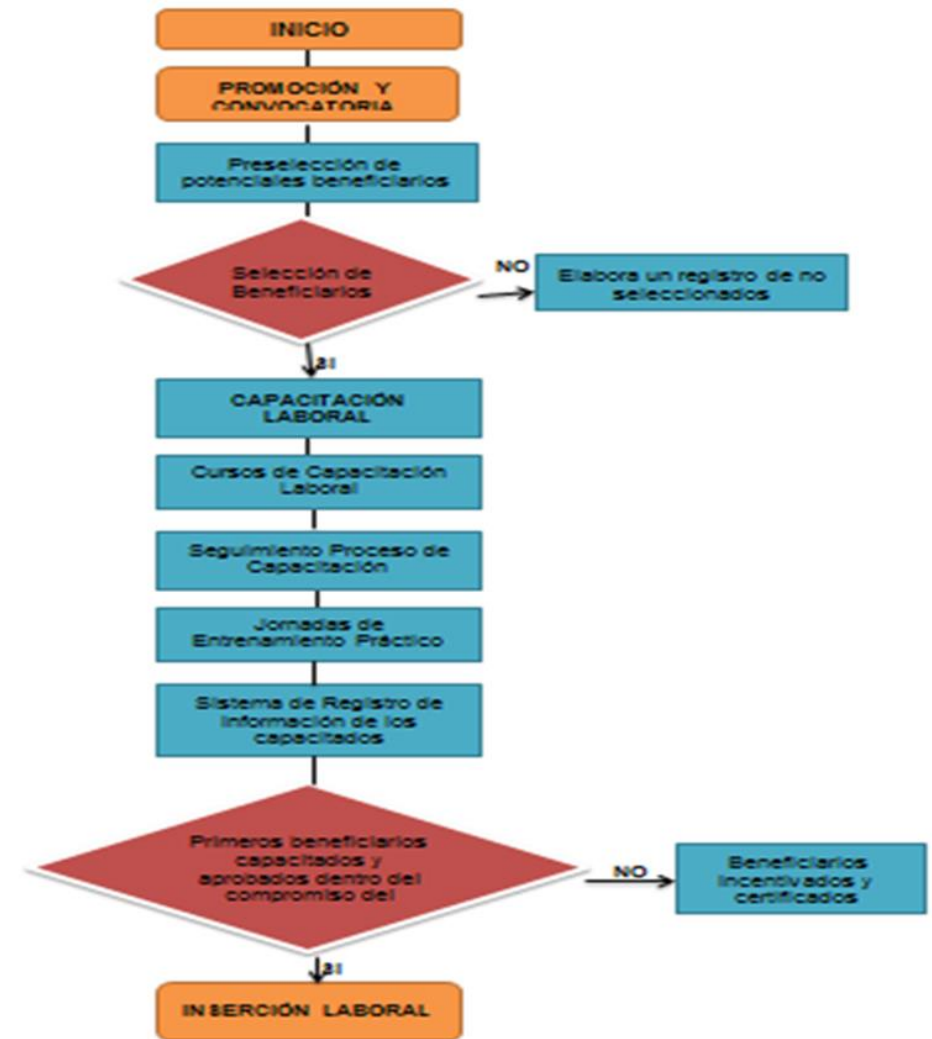 INICIO
PROMOCIÓN Y
CONVOCATORIA
Preselección de
potenciales beneficiarios
Selección de
Beneficiarios
NO
Elabora un registro de no
seleccionados
SI
CAPACITACIÓN
LABORAL
Cursos de Capacitación
Laboral
Seguimiento Proceso de
Capacitación
Jornadas de
Entrenamiento Práctico
Sistema de Registro de
Información de los
capacitados
Primeros beneficiarios
capacitados y
aprobados dentro del
compromiso del
NO
Beneficiarios
Incentivados y
certificados
SI
INSERCIÓN LABORAL